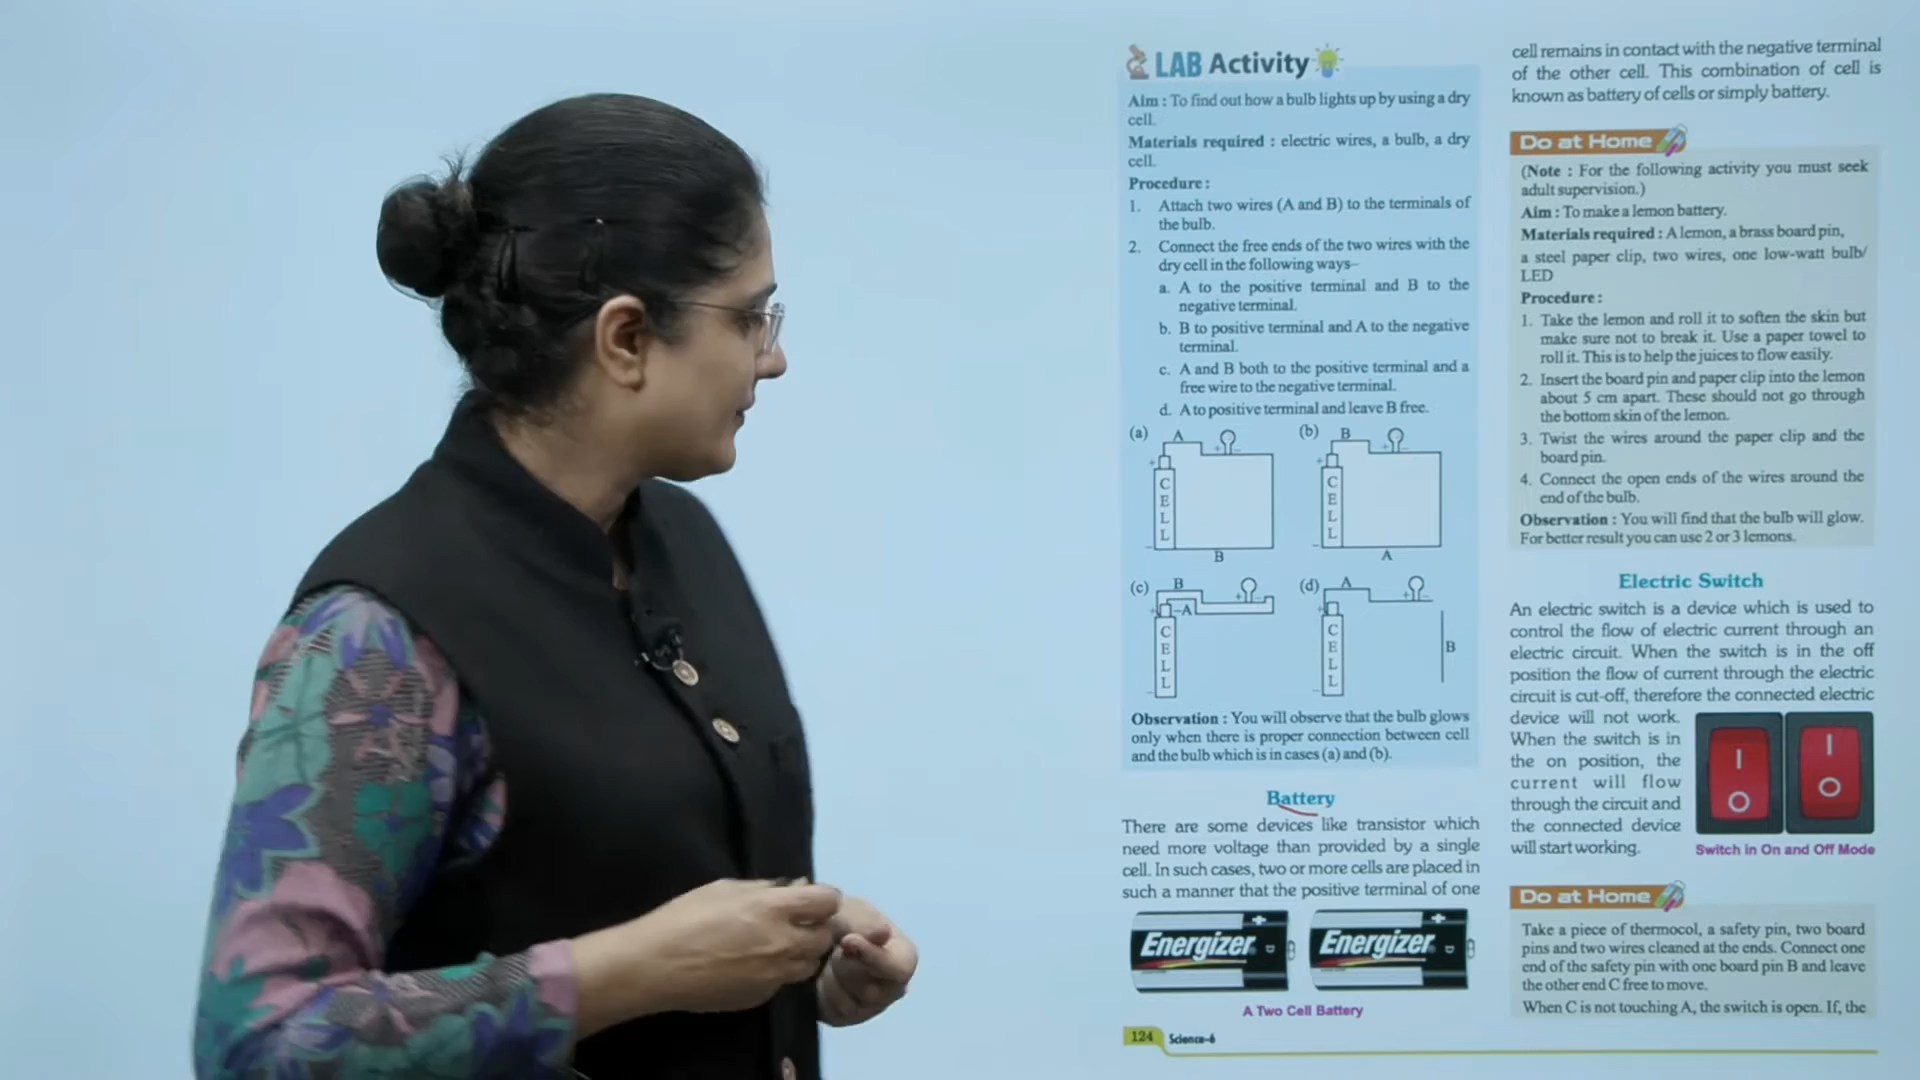 LAB Activity
Aim : To find out how a bulb lights up by using a dry
cell.
Materials required : electric wires, a bulb, a dry
cell.
Procedure :
1. Attach two wires (A and B) to the terminals of
the bulb.
2. Connect the free ends of the two wires with the
dry cell in the following ways–
a. A to the positive terminal and B to the
negative terminal.
b. B to positive terminal and A to the negative
terminal.
c. A and B both to the positive terminal and a
free wire to the negative terminal.
d. A to positive terminal and leave B free.
(a) A + –
+ CELL –
B
(b) B + –
+ CELL –
A
(c) B + –
+ A
CELL –
(d) A + –
+ CELL –
B
Observation : You will observe that the bulb glows
only when there is proper connection between cell
and the bulb which is in cases (a) and (b).
Battery
There are some devices like transistor which
need more voltage than provided by a single
cell. In such cases, two or more cells are placed in
such a manner that the positive terminal of one
+ +
Energizer Energizer
A Two Cell Battery
124 Science-6
cell remains in contact with the negative terminal
of the other cell. This combination of cell is
known as battery of cells or simply battery.
Do at Home
(Note : For the following activity you must seek
adult supervision.)
Aim : To make a lemon battery.
Materials required : A lemon, a brass board pin,
a steel paper clip, two wires, one low-watt bulb/
LED
Procedure :
1. Take the lemon and roll it to soften the skin but
make sure not to break it. Use a paper towel to
roll it. This is to help the juices to flow easily.
2. Insert the board pin and paper clip into the lemon
about 5 cm apart. These should not go through
the bottom skin of the lemon.
3. Twist the wires around the paper clip and the
board pin.
4. Connect the open ends of the wires around the
end of the bulb.
Observation : You will find that the bulb will glow.
For better result you can use 2 or 3 lemons.
Electric Switch
An electric switch is a device which is used to
control the flow of electric current through an
electric circuit. When the switch is in the off
position the flow of current through the electric
circuit is cut-off, therefore the connected electric
device will not work.
When the switch is in
the on position, the
current will flow
through the circuit and
the connected device
will start working.
I I
O O
Switch in On and Off Mode
Do at Home
Take a piece of thermocol, a safety pin, two board
pins and two wires cleaned at the ends. Connect one
end of the safety pin with one board pin B and leave
the other end C free to move.
When C is not touching A, the switch is open. If, the